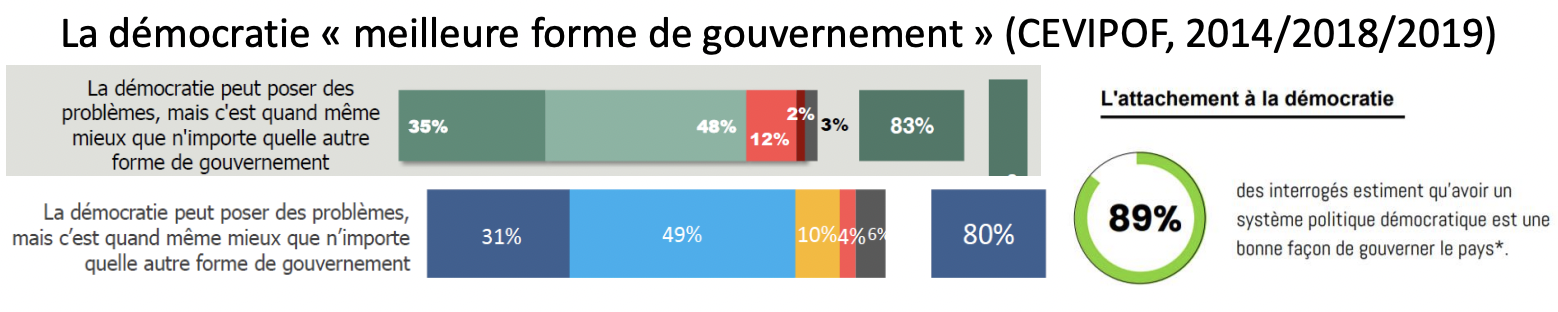 La démocratie « meilleure forme de gouvernement » (CEVIPOF, 2014/2018/2019)
La démocratie peut poser des
problèmes, mais c'est quand même
mieux que n'importe quelle autre
forme de gouvernement
35%
48%
12%
2%
3%
83%
La démocratie peut poser des problèmes,
mais c’est quand même mieux que n’importe
quelle autre forme de gouvernement
31%
49%
10%
4%
6%
80%
L'attachement à la démocratie
89%
des interrogés estiment qu'avoir un
système politique démocratique est une
bonne façon de gouverner le pays*.